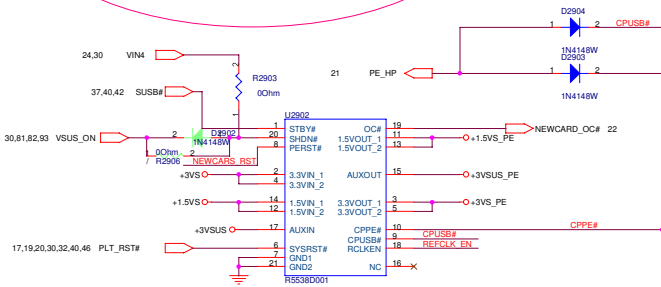 D2904
1 2 CPUSB#
1N4148W
24,30 VIN4
2
R2903
0Ohm
1
21 PE_HP
D2903
1 2
1N4148W
37,40,42 SUSB#
30,81,82,93 VSUS_ON
2 D2902 1
1N4148W
0Ohm
/ R2906 2
NEWCARS_RST
U2902
1 STBY# OC# 19 NEWCARD_OC# 22
20 SHDN# 1.5VOUT_1 11 +1.5VS_PE
8 PERST# 1.5VOUT_2 13
+3VS 2 3.3VIN_1 AUXOUT 15 +3VSUS_PE
4 3.3VIN_2
+1.5VS 14 1.5VIN_1 3.3VOUT_1 3 +3VS_PE
12 1.5VIN_2 3.3VOUT_2 5
+3VSUS 17 AUXIN CPPE# 10 CPPE#
CPUSB# 9 CPUSB#
17,19,20,30,32,40,46 PLT_RST# 6 SYSRST# RCLKEN 18 REFCLK_EN
7 GND1
21 GND2 NC 16
R5538D001